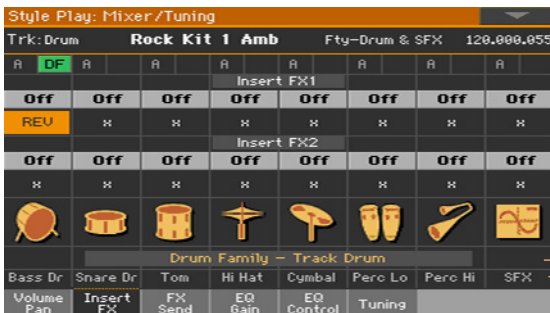 Style Play: Mixer/Tuning
Trk:Drum Rock Kit 1 Amb Fty-Drum & SFX 120.000.055
A DF A A A A A A A
Insert FX1
Off Off Off Off Off Off Off Off
REV x x x x x x x
Insert FX2
Off Off Off Off Off Off Off Off
x x x x x x x x
Drum Family - Track Drum
Bass Dr Snare Dr Tom Hi Hat Cymbal Perc Lo Perc Hi SFX
Volume Pan Insert FX FX Send EQ Gain EQ Control Tuning